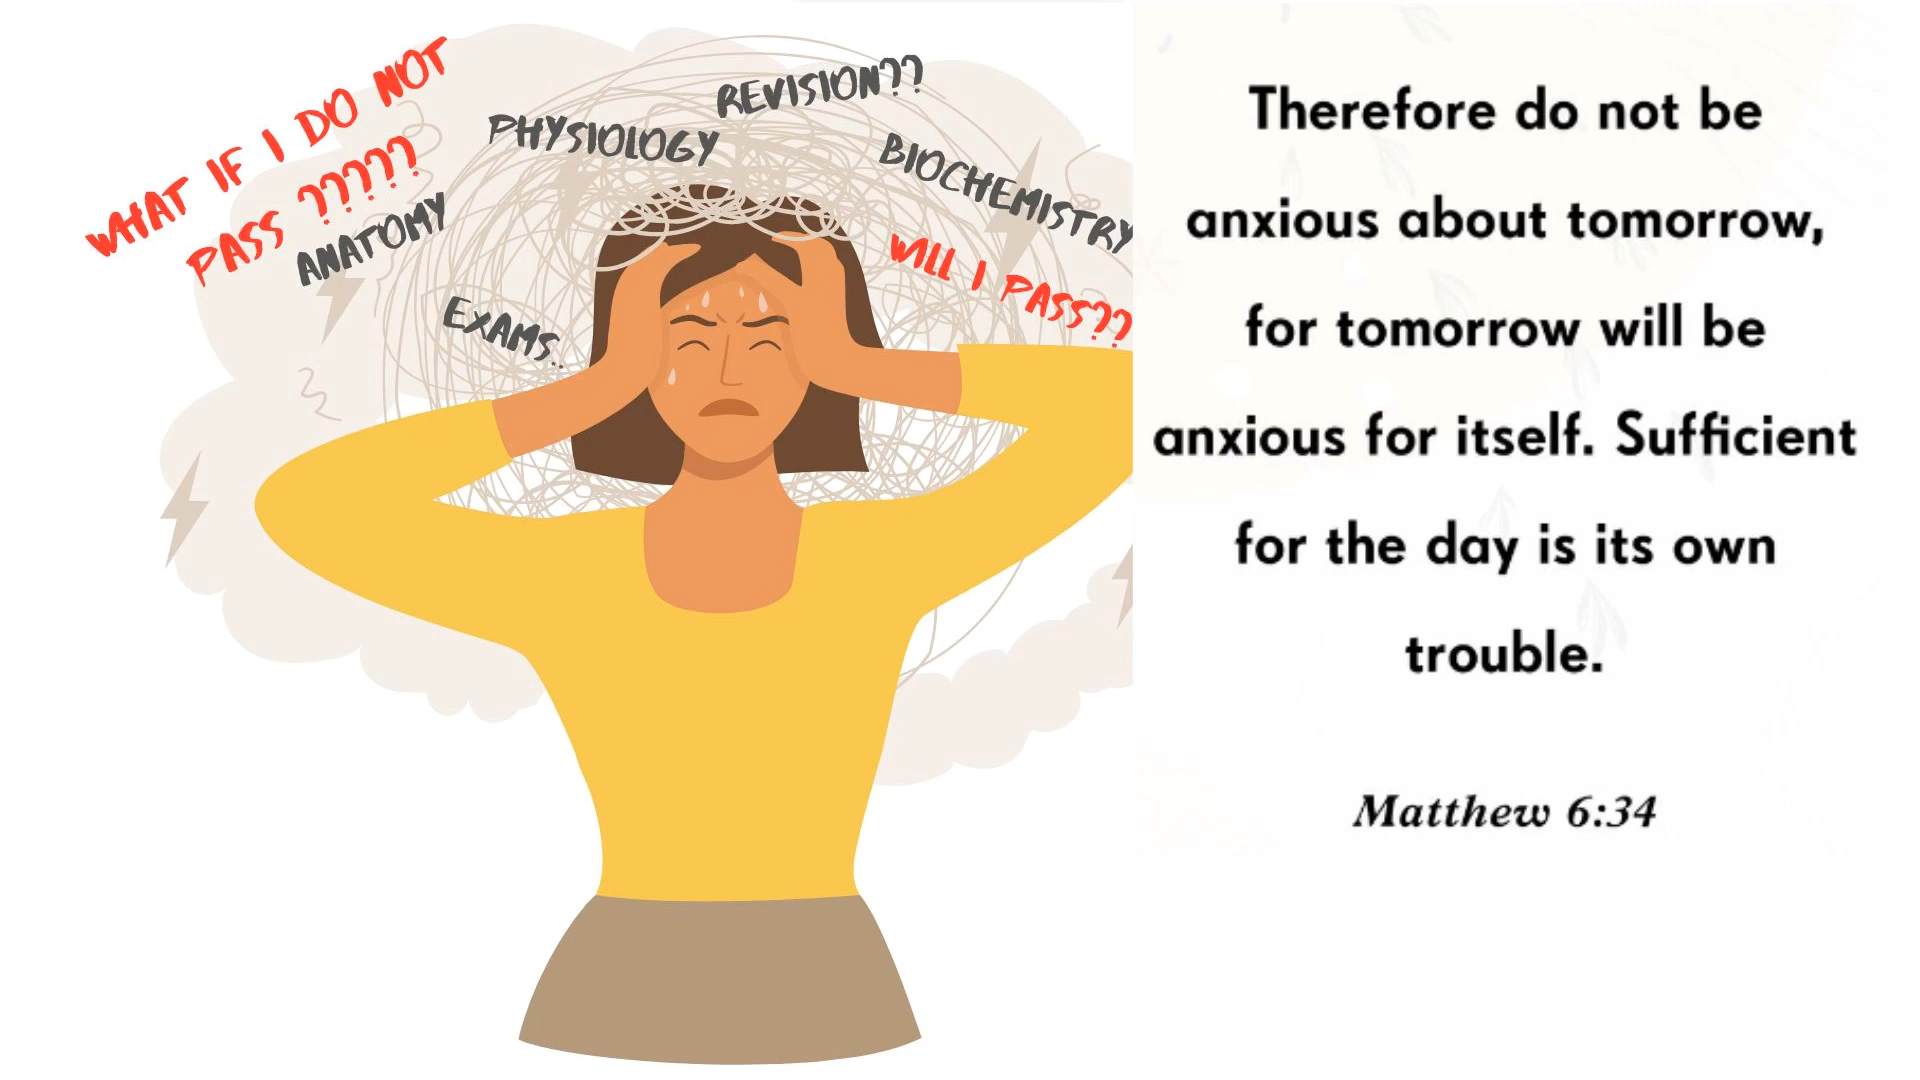 WHAT IF I DO NOT
PASS ?????
ANATOMY
EXAMS..
PHYSIOLOGY
REVISION??
BIOCHEMISTRY
WILL I PASS??
Therefore do not be
anxious about tomorrow,
for tomorrow will be
anxious for itself. Sufficient
for the day is its own
trouble.
Matthew 6:34